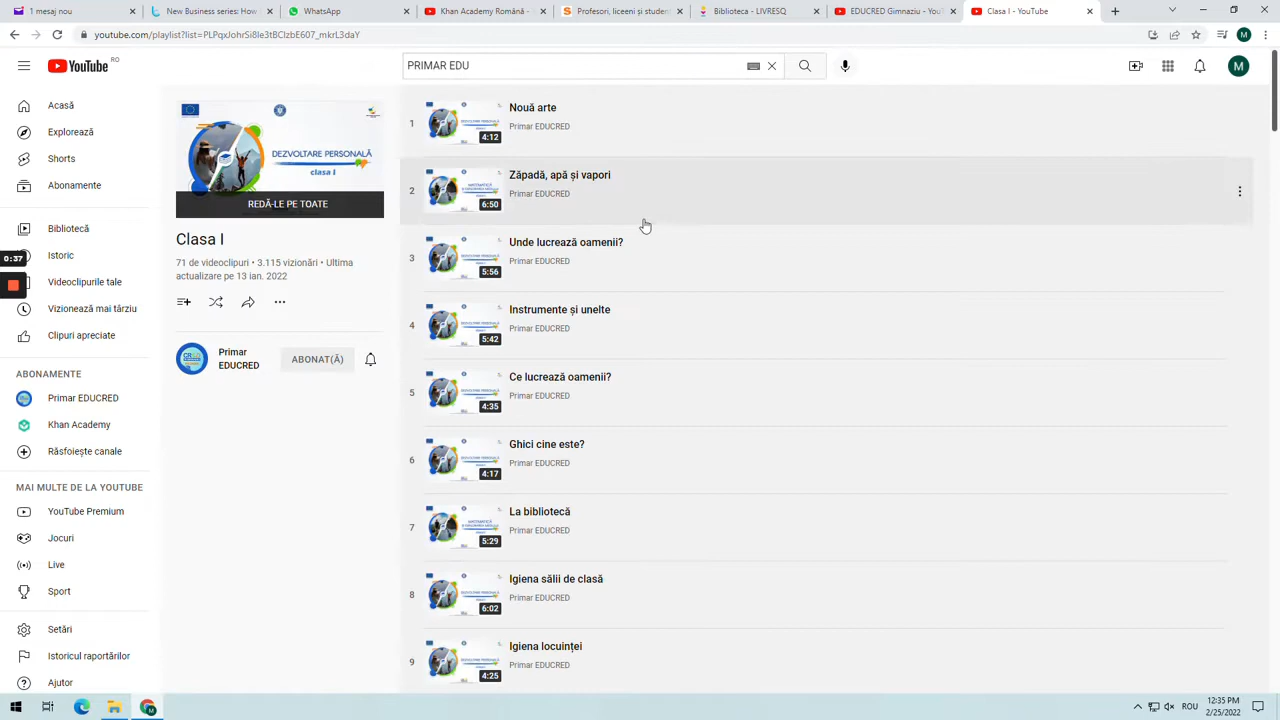 1 mesaj nou
New Business series: How
WhatsApp
Khan Academy Română -
Profesori, liceeni și student
Biblioteca - LIVRESQ
EDUCRED Gimnaziu - YouT
Clasa I - YouTube
youtube.com/playlist?list=PLPqxJohrSi8le3tBCIzbE607_mkrL3daY
M
YouTube RO
PRIMAR EDU
M
Acasă
Explorează
Shorts
Abonamente
Bibliotecă
Istoric
0:37
Videoclipurile tale
Vizionează mai târziu
Clipuri apreciate
ABONAMENTE
Primar EDUCRED
Khan Academy
Răsfoiește canale
MAI MULTE DE LA YOUTUBE
YouTube Premium
Jocuri
Live
Sport
Setări
Istoricul raportărilor
Ajutor
DEZVOLTARE PERSONALĂ
clasa I
REDĂ-LE PE TOATE
Clasa I
71 de videoclipuri • 3.115 vizionări • Ultima
actualizare pe 13 ian. 2022
Primar
EDUCRED
ABONAT(Ă)
1
4:12
Nouă arte
Primar EDUCRED
2
6:50
Zăpadă, apă și vapori
Primar EDUCRED
3
5:56
Unde lucrează oamenii?
Primar EDUCRED
4
5:42
Instrumente și unelte
Primar EDUCRED
5
4:35
Ce lucrează oamenii?
Primar EDUCRED
6
4:17
Ghici cine este?
Primar EDUCRED
7
5:29
La bibliotecă
Primar EDUCRED
8
6:02
Igiena sălii de clasă
Primar EDUCRED
9
4:25
Igiena locuinței
Primar EDUCRED
ROU
12:35 PM
2/25/2022